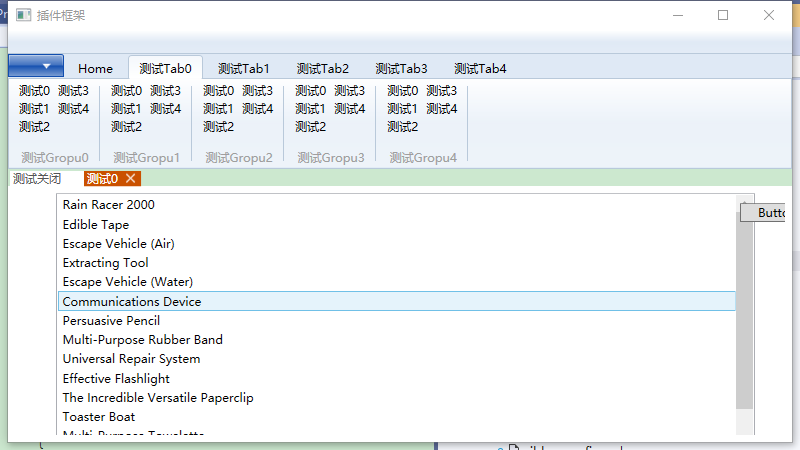 插件框架
Home 测试Tab0 测试Tab1 测试Tab2 测试Tab3 测试Tab4
测试0 测试3 测试0 测试3 测试0 测试3 测试0 测试3 测试0 测试3
测试1 测试4 测试1 测试4 测试1 测试4 测试1 测试4 测试1 测试4
测试2 测试2 测试2 测试2 测试2
测试Gropu0 测试Gropu1 测试Gropu2 测试Gropu3 测试Gropu4
测试关闭 测试0
Rain Racer 2000
Butto
Edible Tape
Escape Vehicle (Air)
Extracting Tool
Escape Vehicle (Water)
Communications Device
Persuasive Pencil
Multi-Purpose Rubber Band
Universal Repair System
Effective Flashlight
The Incredible Versatile Paperclip
Toaster Boat
Multi-Purpose Towelette